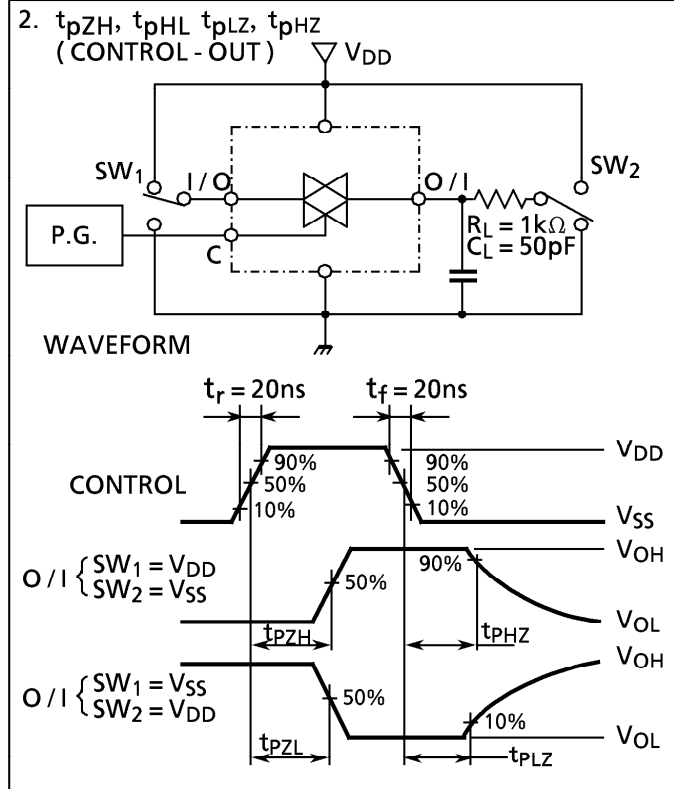 2. tpZH, tpHL tpLZ, tpHZ
( CONTROL - OUT )
VDD
SW1
I / O
O / I
SW2
P.G.
C
RL = 1kΩ
CL = 50pF
WAVEFORM
tr = 20ns
tf = 20ns
CONTROL
90%
50%
10%
90%
50%
10%
VDD
VSS
O / I { SW1 = VDD
SW2 = VSS
50%
90%
VOH
VOL
tPZH
tPHZ
O / I { SW1 = VSS
SW2 = VDD
50%
10%
VOH
VOL
tPZL
tPLZ